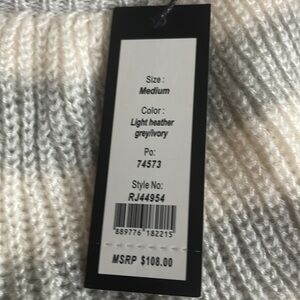 Size :
Medium
Color :
Light heather
grey/ivory
Po:
74573
Style No:
RJ44954
889776 182215
MSRP $108.00